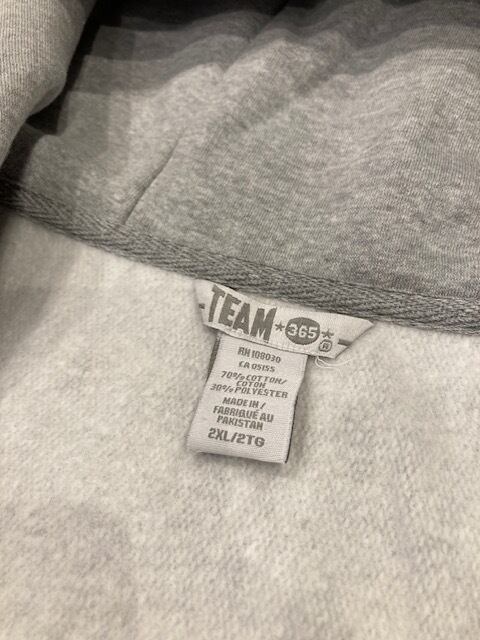 TEAM *365* ®
RN 108030
CA 05155
70% COTTON/
COTON
30% POLYESTER
MADE IN /
FABRIQUÉ AU
PAKISTAN
2XL/2TG